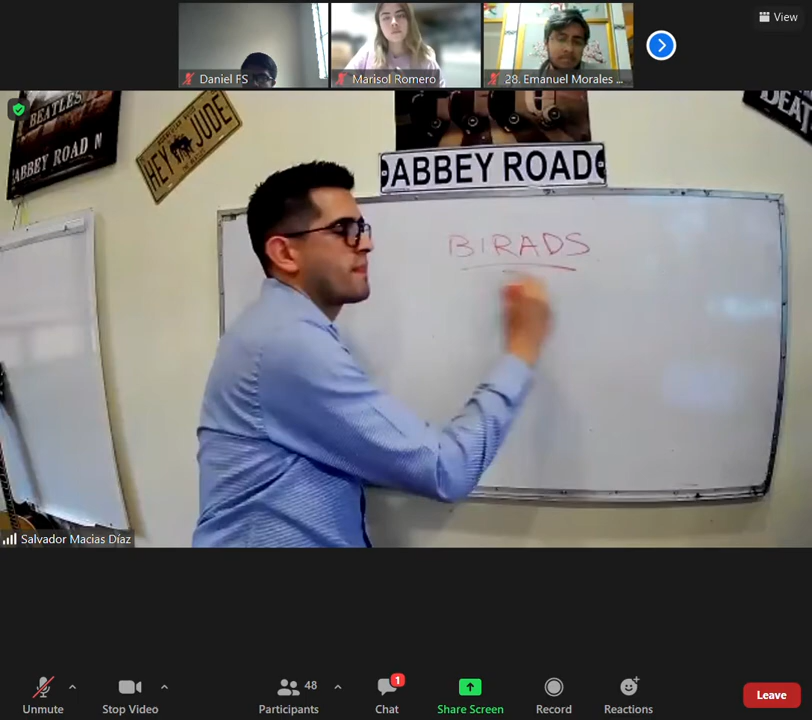 View
Daniel FS
Marisol Romero
28. Emanuel Morales ...
BEATLES
ABBEY ROAD N
HEY JUDE
ABBEY ROAD
BEAT
BIRADS
Salvador Macias Díaz
Unmute
Stop Video
48
Participants
1
Chat
Share Screen
Record
Reactions
Leave